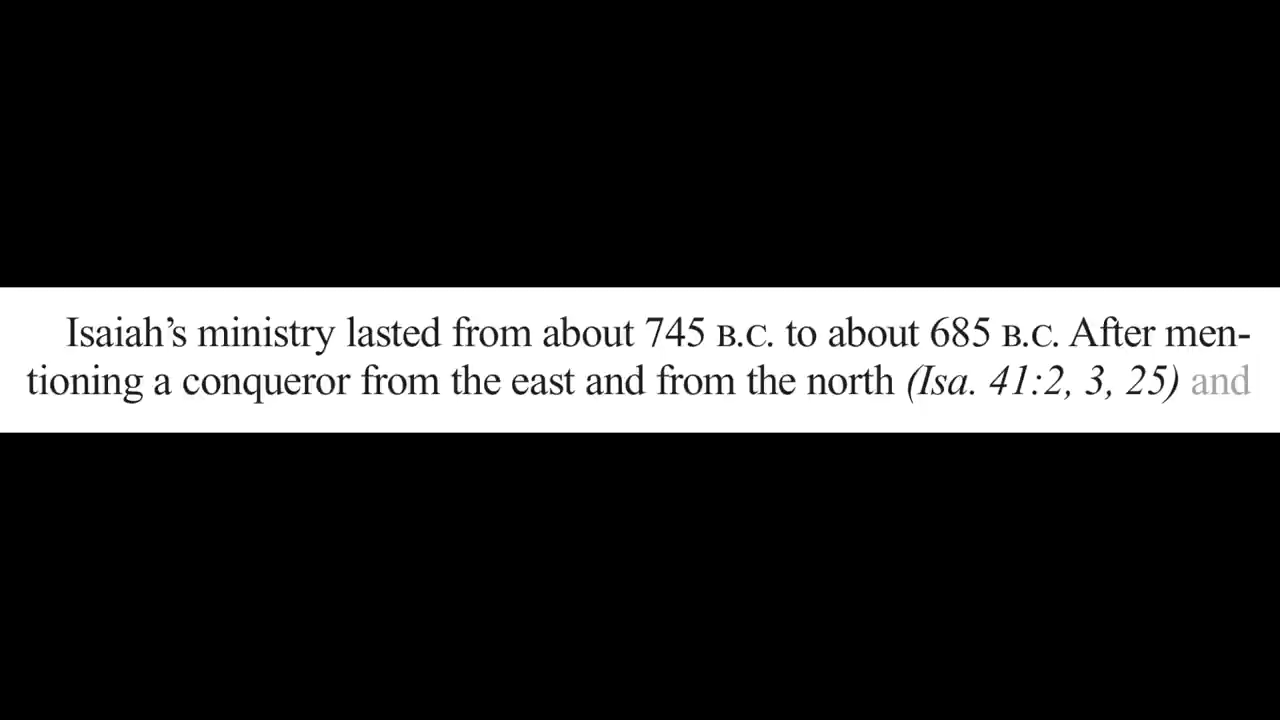 Isaiah’s ministry lasted from about 745 B.C. to about 685 B.C. After men-
tioning a conqueror from the east and from the north (Isa. 41:2, 3, 25) and